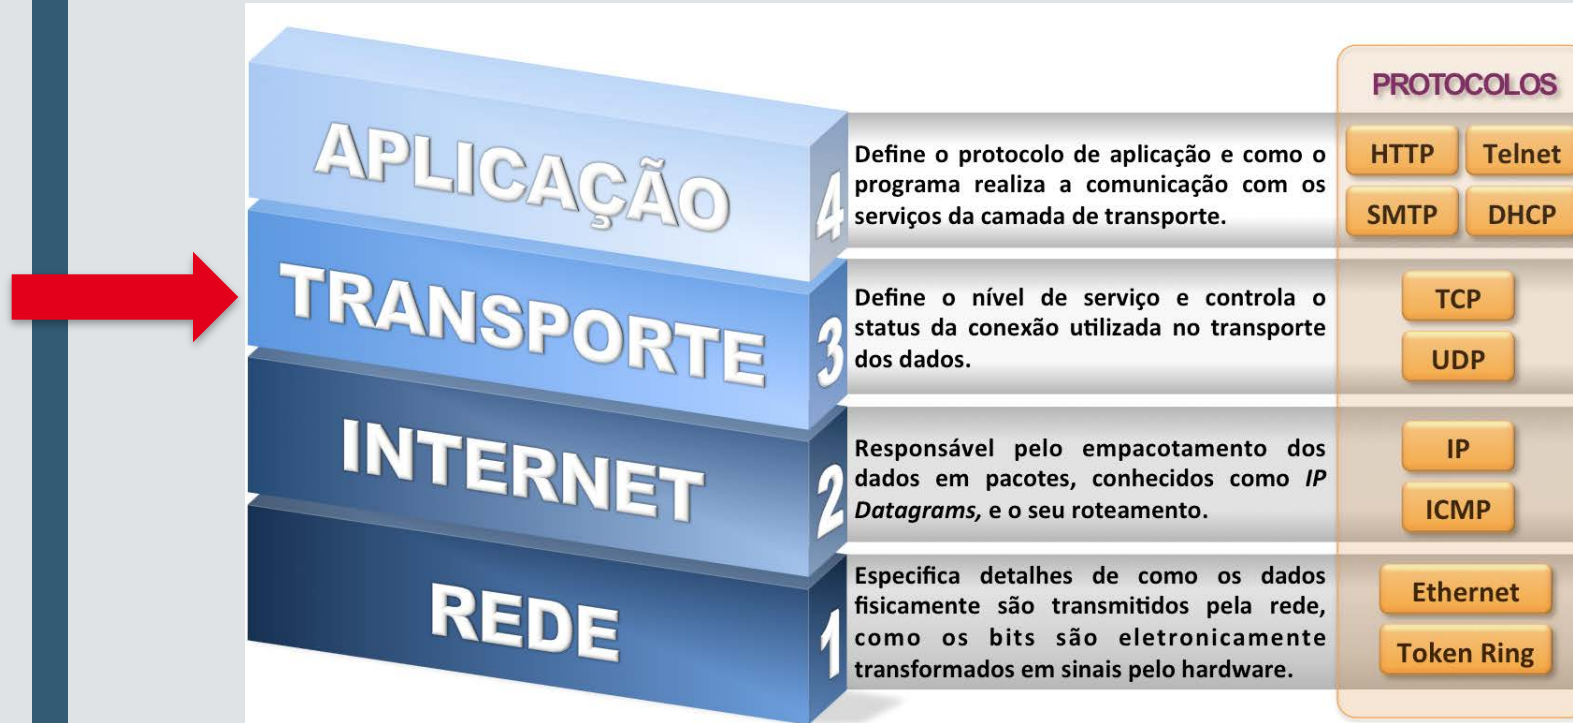 PROTOCOLOS
APLICAÇÃO
4
Define o protocolo de aplicação e como o
programa realiza a comunicação com os
serviços da camada de transporte.
HTTP
Telnet
SMTP
DHCP
TRANSPORTE
3
Define o nível de serviço e controla o
status da conexão utilizada no transporte
dos dados.
TCP
UDP
INTERNET
2
Responsável pelo empacotamento dos
dados em pacotes, conhecidos como IP
Datagrams, e o seu roteamento.
IP
ICMP
REDE
1
Especifica detalhes de como os dados
fisicamente são transmitidos pela rede,
como os bits são eletronicamente
transformados em sinais pelo hardware.
Ethernet
Token Ring